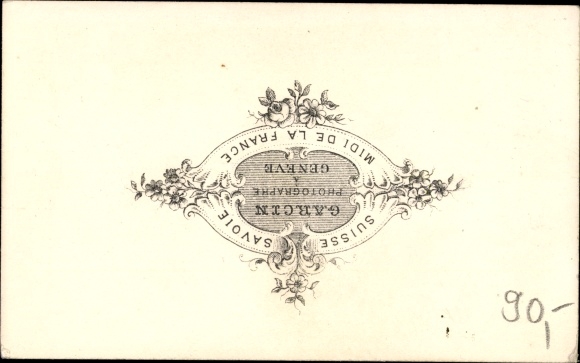 SUISSE SAVOIE
GARCIN
PHOTOGRAPHE
À
GENÈVE
MIDI DE LA FRANCE
90,-